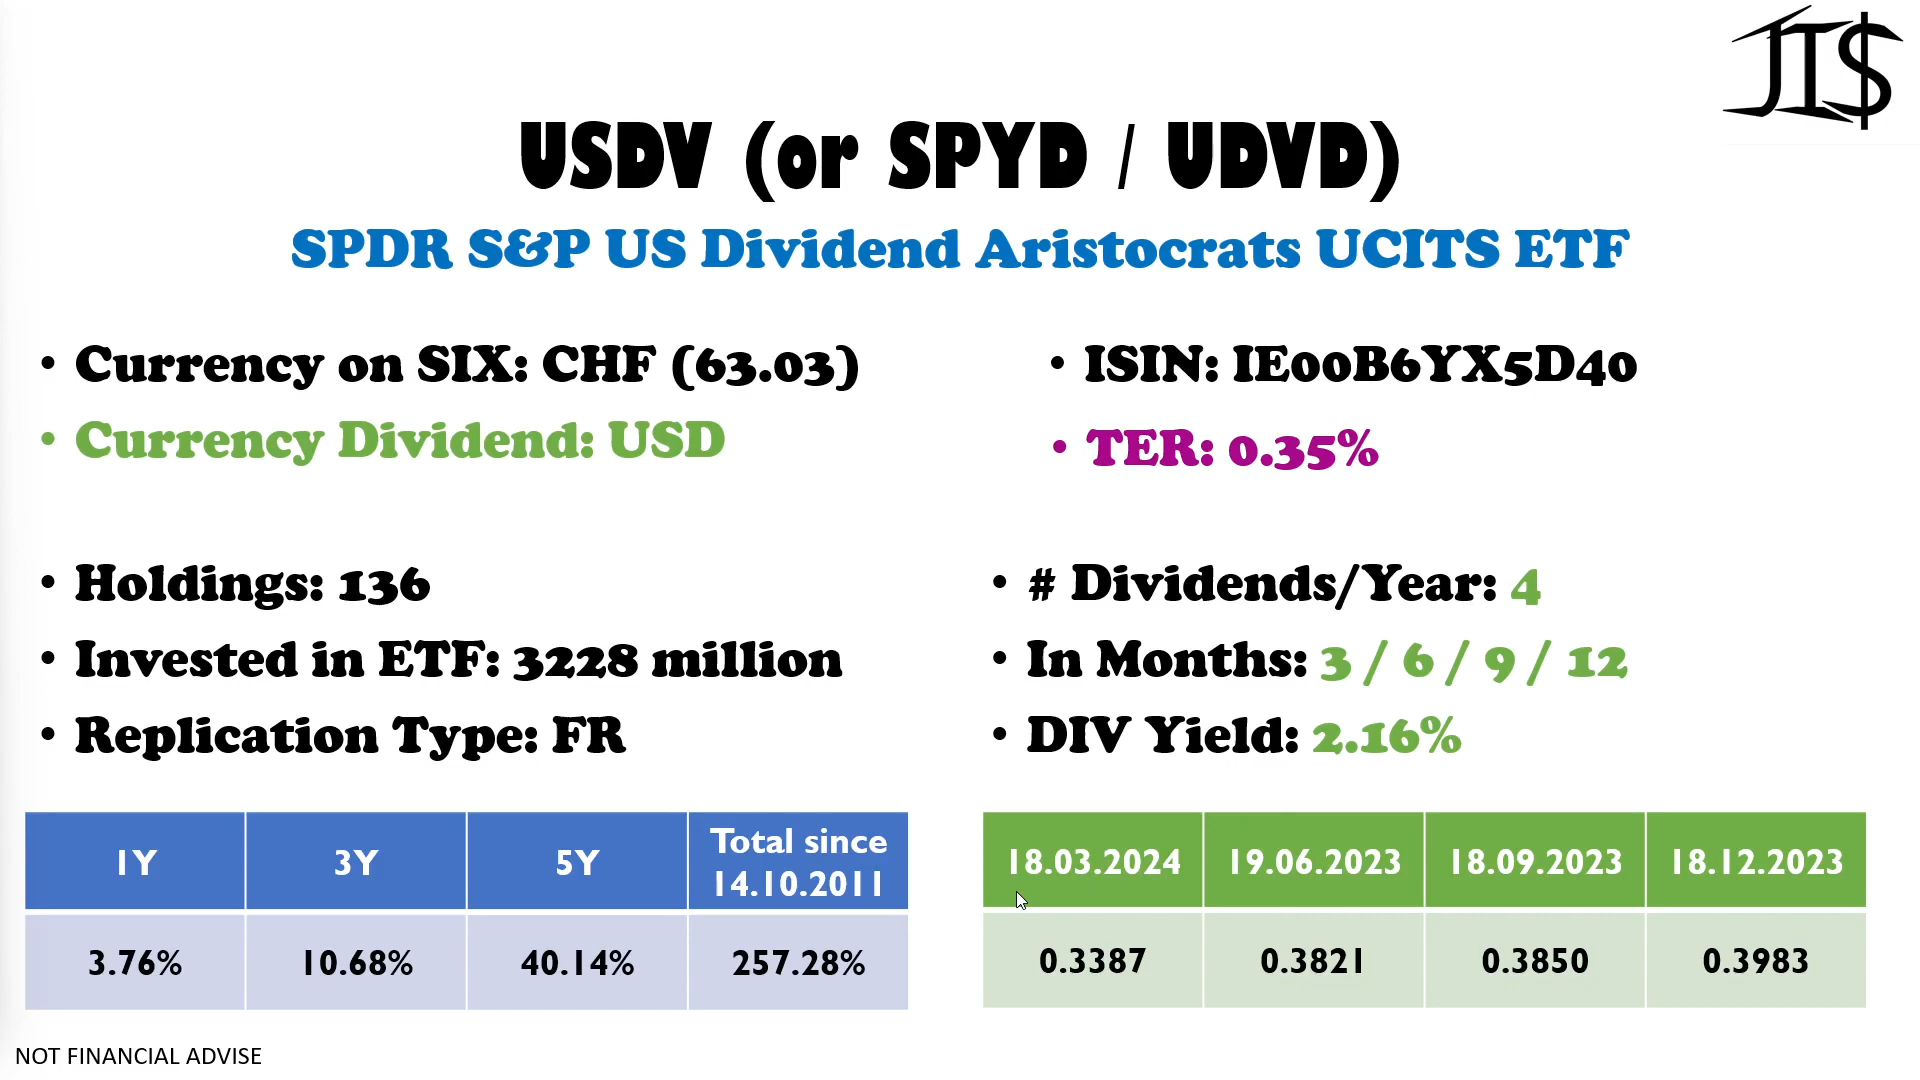 JI$
USDV (or SPYD / UDVD)
SPDR S&P US Dividend Aristocrats UCITS ETF
• Currency on SIX: CHF (63.03)
• Currency Dividend: USD
• ISIN: IE00B6YX5D40
• TER: 0.35%
• Holdings: 136
• Invested in ETF: 3228 million
• Replication Type: FR
• # Dividends/Year: 4
• In Months: 3 / 6 / 9 / 12
• DIV Yield: 2.16%
1Y 3Y 5Y Total since
14.10.2011
3.76% 10.68% 40.14% 257.28%
18.03.2024 19.06.2023 18.09.2023 18.12.2023
0.3387 0.3821 0.3850 0.3983
NOT FINANCIAL ADVISE